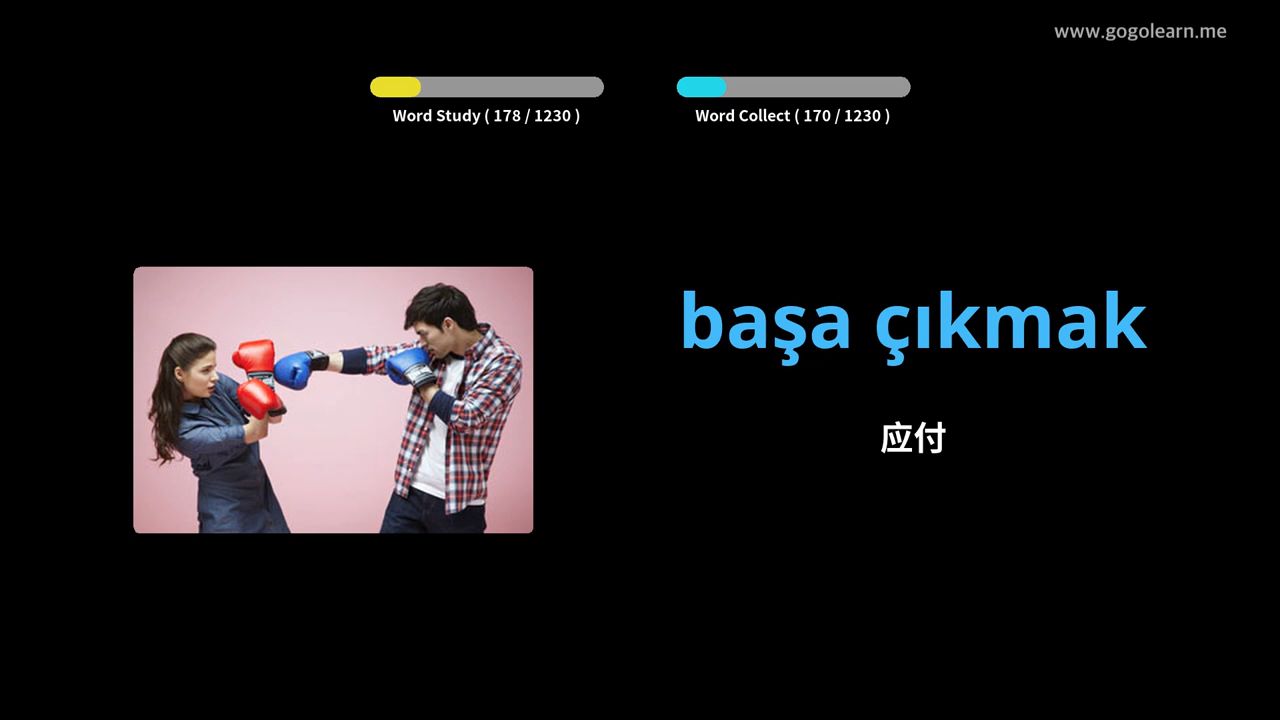 www.gogolearn.me
Word Study ( 178 / 1230 )
Word Collect ( 170 / 1230 )
başa çıkmak
应付